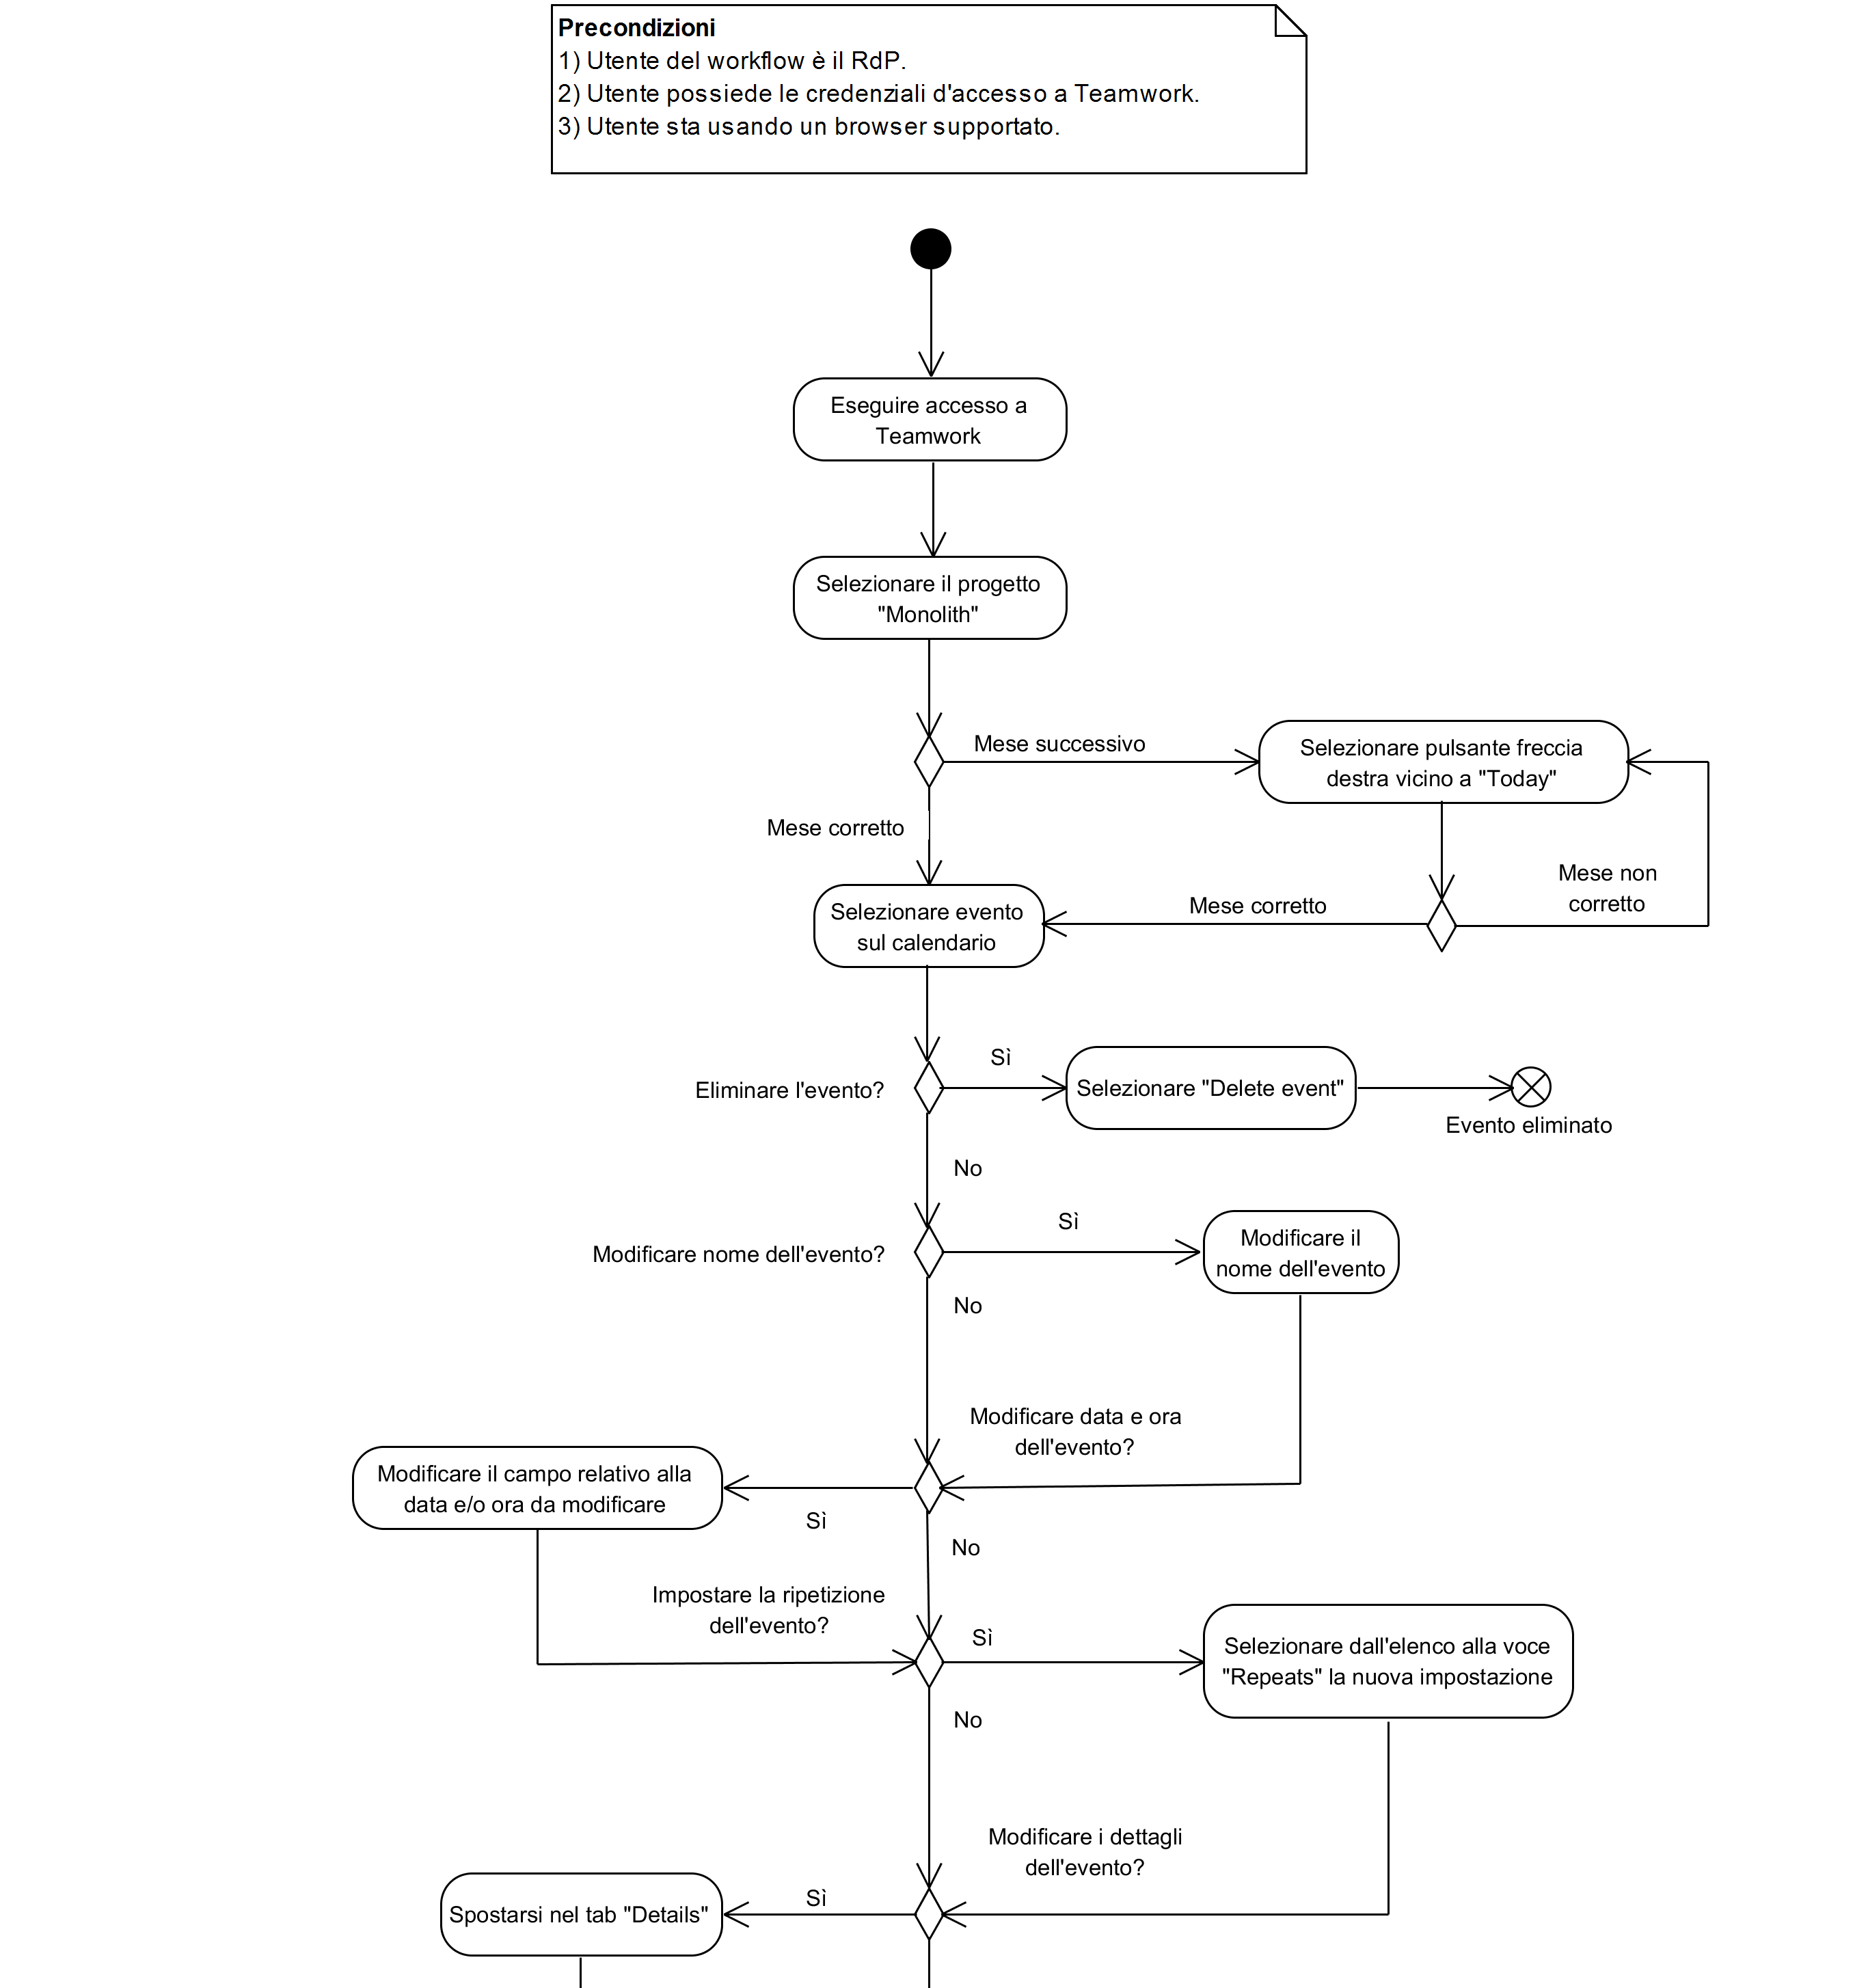 Precondizioni
1) Utente del workflow è il RdP.
2) Utente possiede le credenziali d'accesso a Teamwork.
3) Utente sta usando un browser supportato.
Eseguire accesso a
Teamwork
Selezionare il progetto
"Monolith"
Mese successivo
Selezionare pulsante freccia
destra vicino a "Today"
Mese corretto
Mese non
corretto
Mese corretto
Selezionare evento
sul calendario
Eliminare l'evento?
Sì
Selezionare "Delete event"
Evento eliminato
No
Modificare nome dell'evento?
Sì
Modificare il
nome dell'evento
No
Modificare data e ora
dell'evento?
Modificare il campo relativo alla
data e/o ora da modificare
Sì
No
Impostare la ripetizione
dell'evento?
Sì
Selezionare dall'elenco alla voce
"Repeats" la nuova impostazione
No
Modificare i dettagli
dell'evento?
Sì
Spostarsi nel tab "Details"